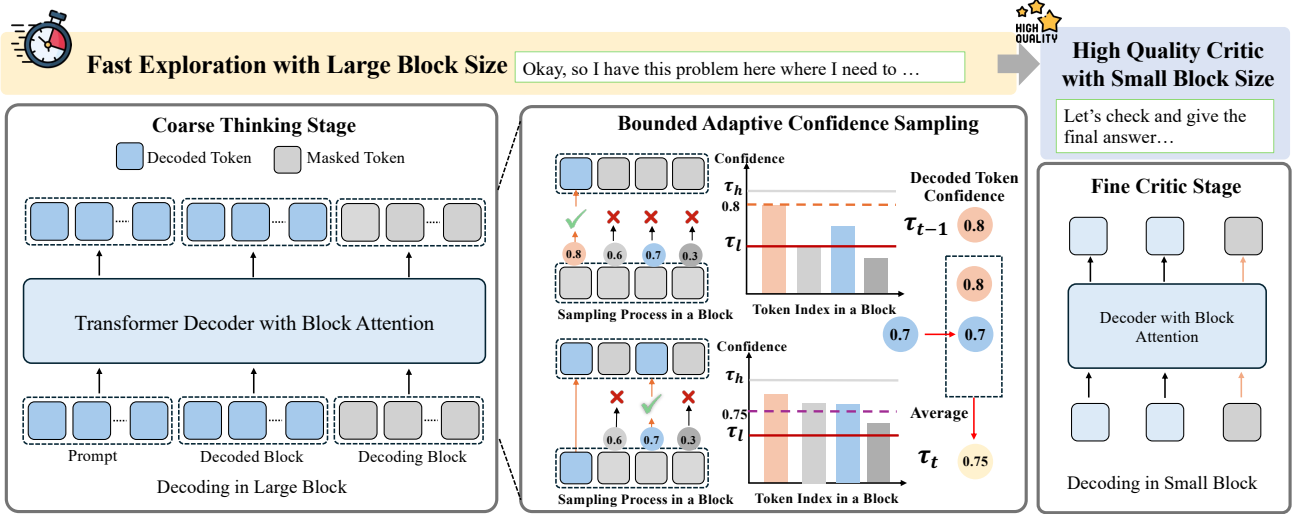 Fast Exploration with Large Block Size
Okay, so I have this problem here where I need to …
HIGH
QUALITY
High Quality Critic
with Small Block Size
Let's check and give the
final answer…
Coarse Thinking Stage
Decoded Token
Masked Token
Transformer Decoder with Block Attention
Prompt
Decoded Block
Decoding Block
Decoding in Large Block
Bounded Adaptive Confidence Sampling
0.8
0.6
0.7
0.3
Sampling Process in a Block
Confidence
τh
0.8
τl
Token Index in a Block
Decoded Token
Confidence
τt−1
0.8
0.8
0.7
0.7
0.6
0.7
0.3
Sampling Process in a Block
Confidence
τh
0.75
τl
Token Index in a Block
Average
τt
0.75
Fine Critic Stage
Decoder with Block
Attention
Decoding in Small Block